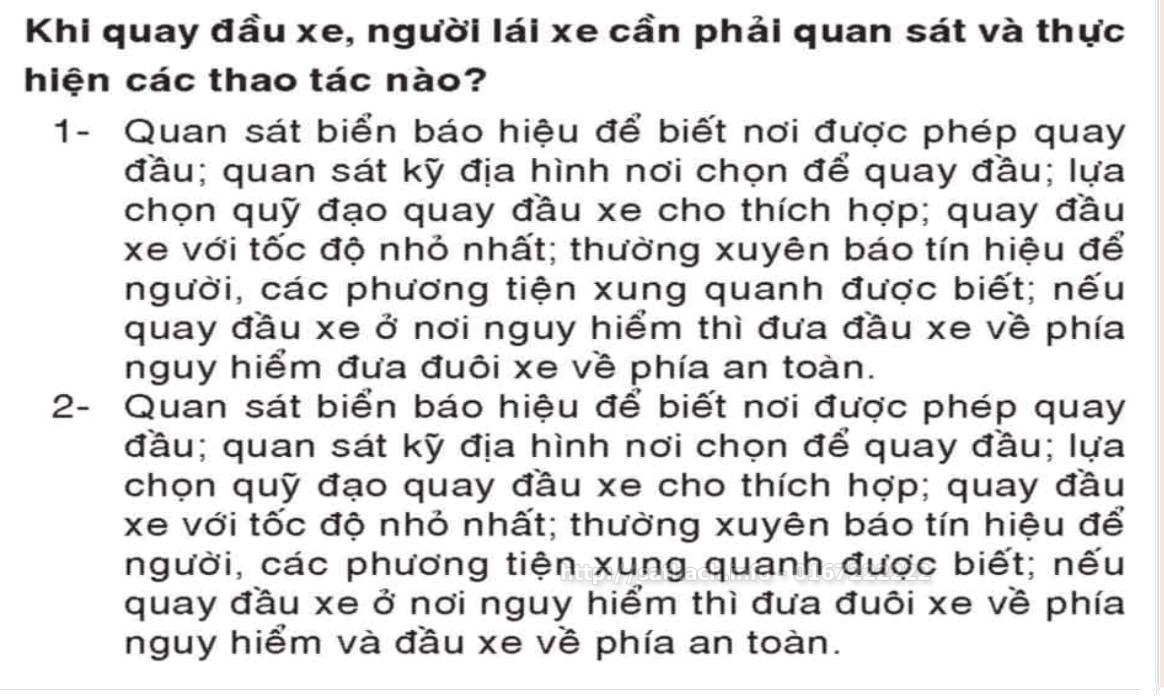 Khi quay đầu xe, người lái xe cần phải quan sát và thực
hiện các thao tác nào?
1- Quan sát biển báo hiệu để biết nơi được phép quay
đầu; quan sát kỹ địa hình nơi chọn để quay đầu; lựa
chọn quỹ đạo quay đầu xe cho thích hợp; quay đầu
xe với tốc độ nhỏ nhất; thường xuyên báo tín hiệu để
người, các phương tiện xung quanh được biết; nếu
quay đầu xe ở nơi nguy hiểm thì đưa đầu xe về phía
nguy hiểm đưa đuôi xe về phía an toàn.
2- Quan sát biển báo hiệu để biết nơi được phép quay
đầu; quan sát kỹ địa hình nơi chọn để quay đầu; lựa
chọn quỹ đạo quay đầu xe cho thích hợp; quay đầu
xe với tốc độ nhỏ nhất; thường xuyên báo tín hiệu để
người, các phương tiện xung quanh được biết; nếu
quay đầu xe ở nơi nguy hiểm thì đưa đuôi xe về phía
nguy hiểm và đầu xe về phía an toàn.